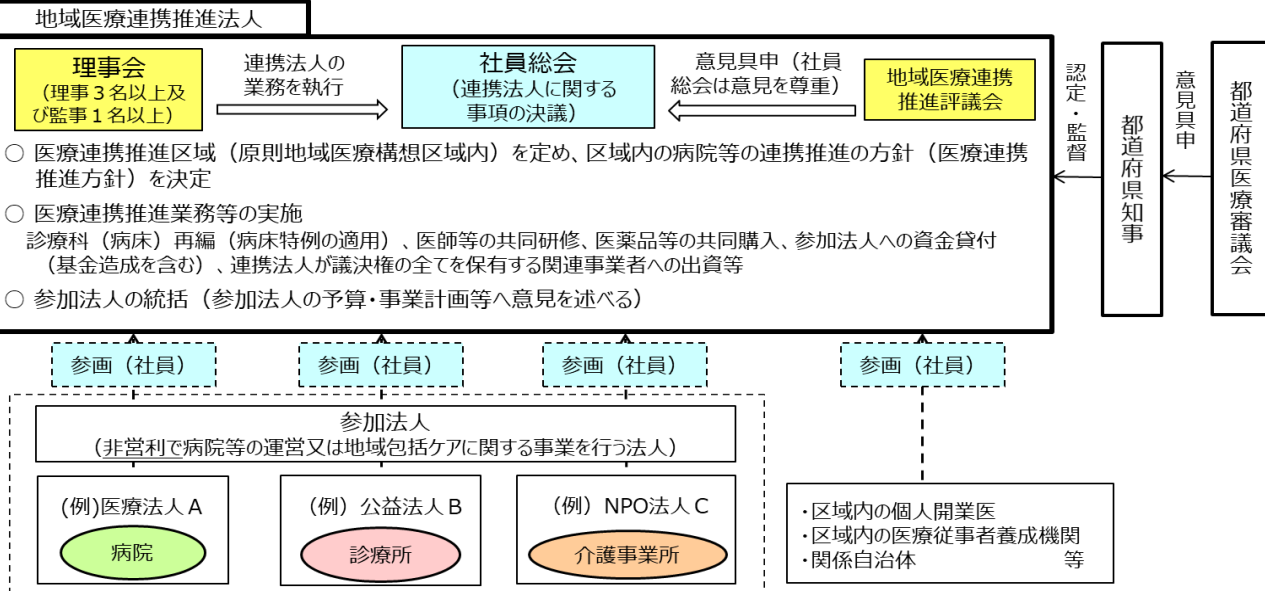 地域医療連携推進法人
理事会
（理事３名以上及
び監事１名以上）
連携法人の
業務を執行
社員総会
（連携法人に関する
事項の決議）
意見具申（社員
総会は意見を尊重）
地域医療連携
推進評議会
認定・監督
都道府県知事
意見具申
都道府県医療審議会
○ 医療連携推進区域（原則地域医療構想区域内）を定め、区域内の病院等の連携推進の方針（医療連携
推進方針）を決定
○ 医療連携推進業務等の実施
診療科（病床）再編（病床特例の適用）、医師等の共同研修、医薬品等の共同購入、参加法人への資金貸付
（基金造成を含む）、連携法人が議決権の全てを保有する関連事業者への出資等
○ 参加法人の統括（参加法人の予算・事業計画等へ意見を述べる）
参画（社員）
参画（社員）
参画（社員）
参画（社員）
参加法人
（非営利で病院等の運営又は地域包括ケアに関する事業を行う法人）
（例)医療法人Ａ
病院
（例）公益法人Ｂ
診療所
（例）NPO法人Ｃ
介護事業所
・区域内の個人開業医
・区域内の医療従事者養成機関
・関係自治体　　　　　　　等